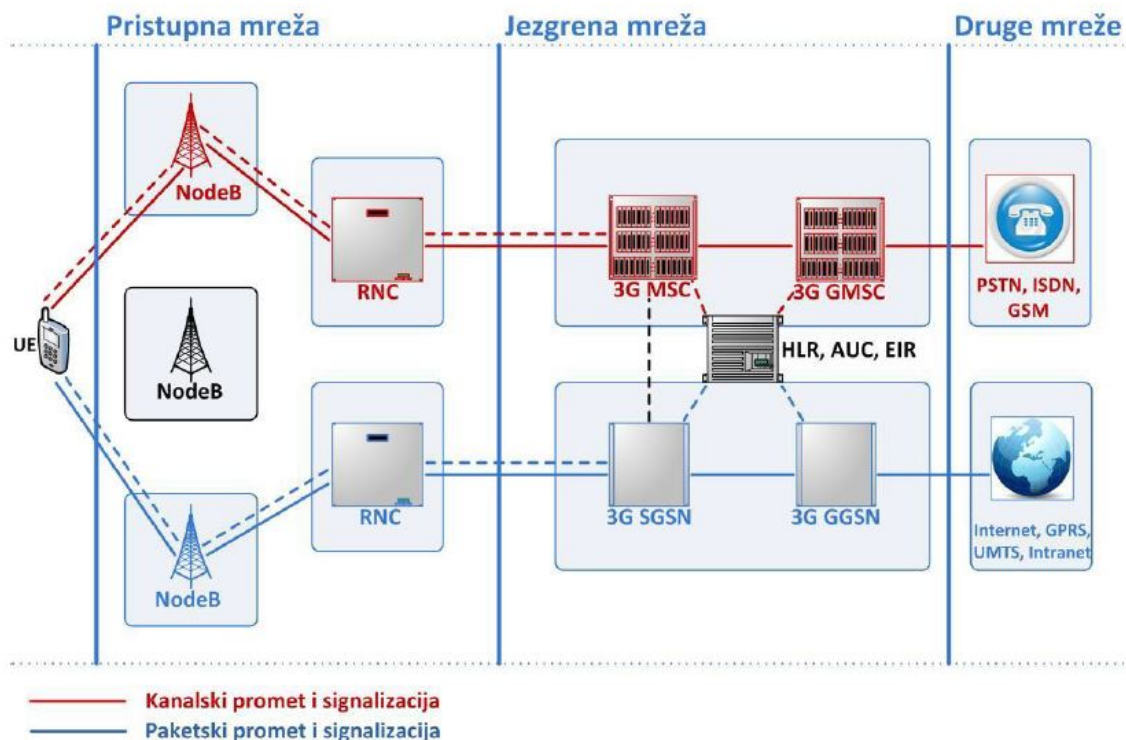 Pristupna mreža
Jezgrena mreža
Druge mreže
NodeB
RNC
3G MSC
3G GMSC
PSTN, ISDN,
GSM
UE
NodeB
HLR, AUC, EIR
RNC
3G SGSN
3G GGSN
Internet, GPRS,
UMTS, Intranet
NodeB
Kanalski promet i signalizacija
Paketski promet i signalizacija